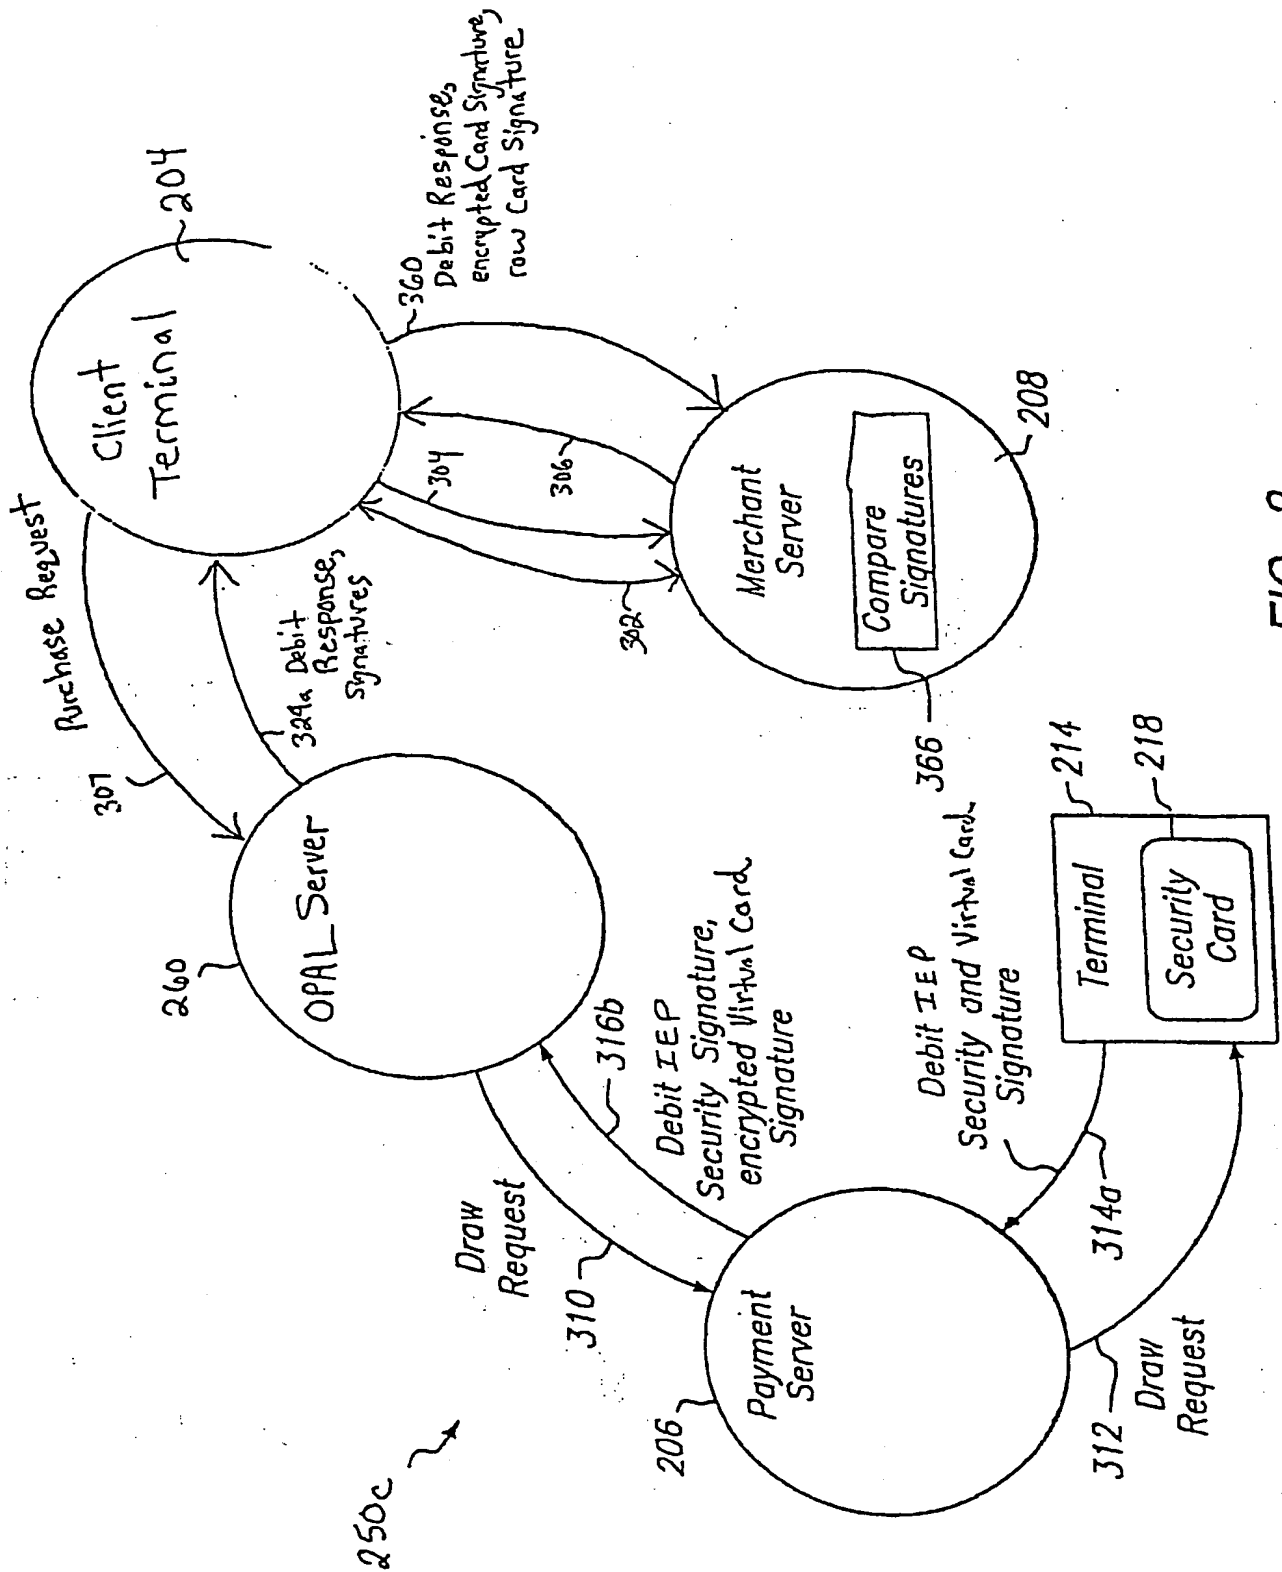 250c
Client
Terminal
204
Purchase Request
307
324a Debit
Response,
Signatures
360
Debit Response,
encrypted Card Signature,
row Card Signature
304
306
302
OPAL Server
260
Merchant
Server
Compare
Signatures
208
366
Draw
Request
310
316b
Debit IEP
Security Signature,
encrypted Virtual Card
Signature
Payment
Server
206
Debit IEP
Security and Virtual Card
Signature
314a
312
Draw
Request
Terminal
Security
Card
214
218